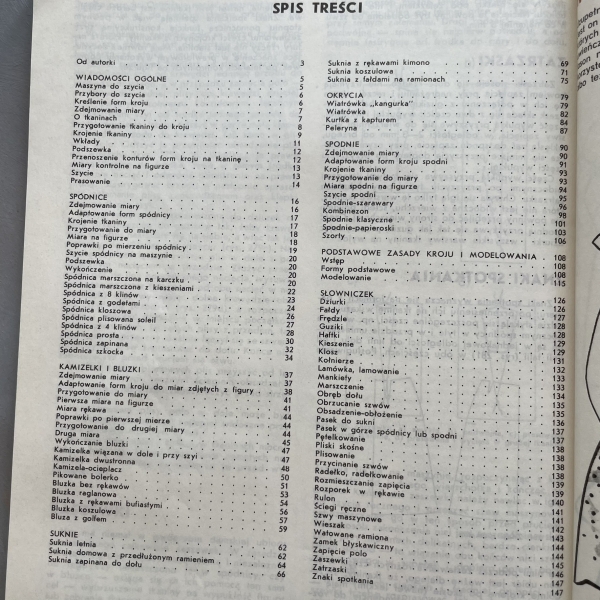 SPIS TREŚCI
Od autorki 3
WIADOMOŚCI OGÓLNE 5
Maszyna do szycia 5
Przybory do szycia 6
Kreślenie form kroju 6
Zdejmowanie miary 7
O tkaninach 7
Przygotowanie tkaniny do kroju 8
Krojenie tkaniny 9
Wkłady 11
Podszewka 12
Przenoszenie konturów form kroju na tkaninę 12
Miary kontrolne na figurze 13
Szycie 13
Prasowanie 14
SPÓDNICE 16
Zdejmowanie miary 16
Adaptowanie form spódnicy 17
Krojenie tkaniny 17
Przygotowanie do miary 18
Miara na figurze 18
Poprawki po mierzeniu spódnicy 19
Szycie spódnicy na maszynie 20
Podszewka 20
Wykończenie 20
Spódnica marszczona na karczku 20
Spódnica marszczona z kieszeniami 22
Spódnica z 8 klinów 23
Spódnica z godetami 24
Spódnica kloszowa 26
Spódnica plisowana soleil 27
Spódnica z 4 klinów 28
Spódnica prosta 30
Spódnica zapinana 32
Spódnica szkocka 34
KAMIZELKI I BLUZKI 37
Zdejmowanie miary 37
Adaptowanie form kroju do miar zdjętych z figury 38
Przygotowanie do miary 41
Pierwsza miara na figurze 41
Miara rękawa 44
Poprawki po pierwszej mierze 44
Przygotowanie do drugiej miary 44
Druga miara 45
Wykończanie bluzki 47
Kamizelka wiązana w dole i przy szyi 47
Kamizelka dwustronna 48
Kamizela-ocieplacz 50
Pikowane bolerko 51
Bluzka bez rękawów 53
Bluzka raglanowa 54
Bluzka z rękawami bufiastymi 56
Bluzka koszulowa 57
Bluza z golfem 59
SUKNIE 62
Suknia letnia 62
Suknia domowa z przedłużonym ramieniem 64
Suknia zapinana do dołu 66
Suknia z rękawami kimono 69
Suknia koszulowa 71
Suknia z fałdami na ramionach 75
OKRYCIA 79
Wiatrówka „kangurka” 79
Wiatrówka 82
Kurtka z kapturem 84
Peleryna 87
SPODNIE 90
Zdejmowanie miary 90
Adaptowanie form kroju spodni 91
Krojenie tkaniny 93
Przygotowanie do miary 93
Miara spodni na figurze 94
Szycie spodni 95
Spodnie-szarawary 96
Kombinezon 98
Spodnie klasyczne 101
Spodnie-papieroski 103
Szorty 106
PODSTAWOWE ZASADY KROJU I MODELOWANIA 108
Wstęp 108
Formy podstawowe 108
Modelowanie 115
SŁOWNICZEK 126
Dziurki 126
Fałdy 127
Frędzle 127
Guziki 128
Haftki 128
Kieszenie 129
Klosz 129
Kołnierze 131
Lamówka, lamowanie 132
Mankiety 133
Marszczenie 133
Obręb dołu 134
Obrzucanie szwów 135
Obsadzenie-obłożenie 135
Pasek do sukni 136
Pasek w górze spódnicy lub spodni 137
Pętelkowanie 137
Pliski skośne 138
Plisowanie 138
Przycinanie szwów 138
Radełko, radełkowanie 138
Rozmieszczenie zapięcia 139
Rozporek w rękawie 139
Rulon 140
Ściegi ręczne 141
Szwy maszynowe 141
Wieszak 142
Watowane ramiona 143
Zamek błyskawiczny 144
Zapięcie polo 144
Zaszewki 145
Zatrzaski 146
Znaki spotkania 147